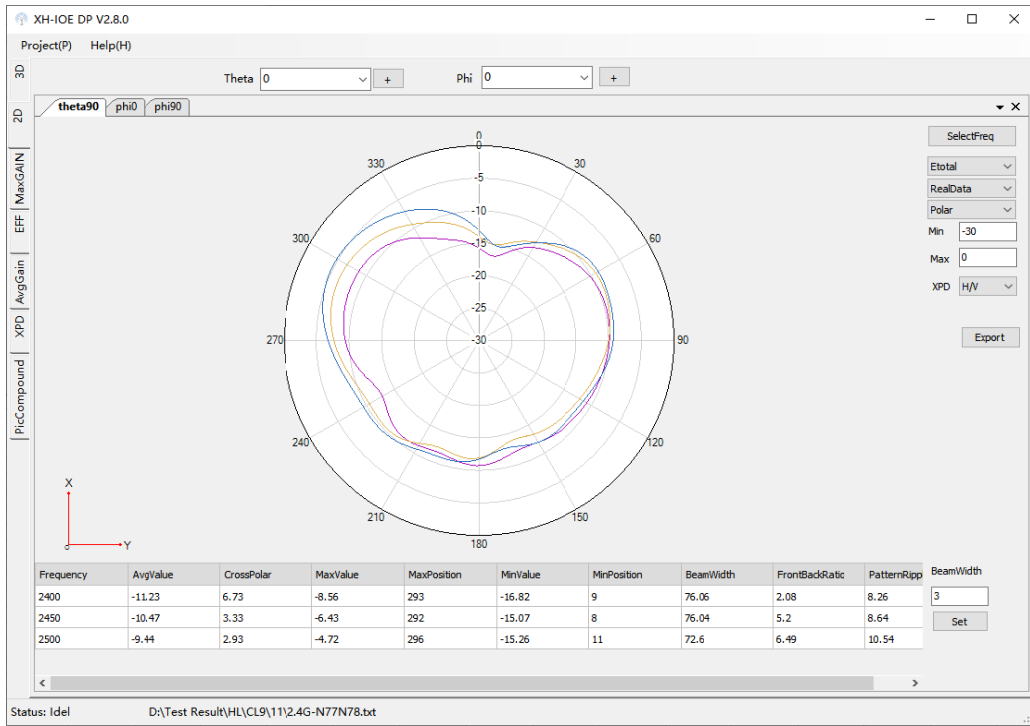 XH-IOE DP V2.8.0
Project(P) Help(H)
3D
2D
MaxGAIN
EFF
AvgGain
XPD
PicCompound
Theta 0 + Phi 0 +
theta90 phi0 phi90
SelectFreq
Etotal
RealData
Polar
Min -30
Max 0
XPD H/V
Export
0
30
60
90
120
150
180
210
240
270
300
330
0
-5
-10
-15
-20
-25
-30
X
Y
Frequency AvgValue CrossPolar MaxValue MaxPosition MinValue MinPosition BeamWidth FrontBackRatic PatternRipp
2400 -11.23 6.73 -8.56 293 -16.82 9 76.06 2.08 8.26
2450 -10.47 3.33 -6.43 292 -15.07 8 76.04 5.2 8.64
2500 -9.44 2.93 -4.72 296 -15.26 11 72.6 6.49 10.54
BeamWidth
3
Set
Status: Idel D:\Test Result\HL\CL9\11\2.4G-N77N78.txt